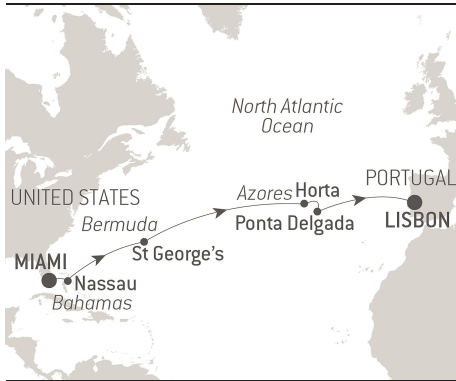 North Atlantic
Ocean
PORTUGAL
UNITED STATES
Azores Horta
Bermuda
Ponta Delgada
LISBON
St George's
MIAMI
Nassau
Bahamas